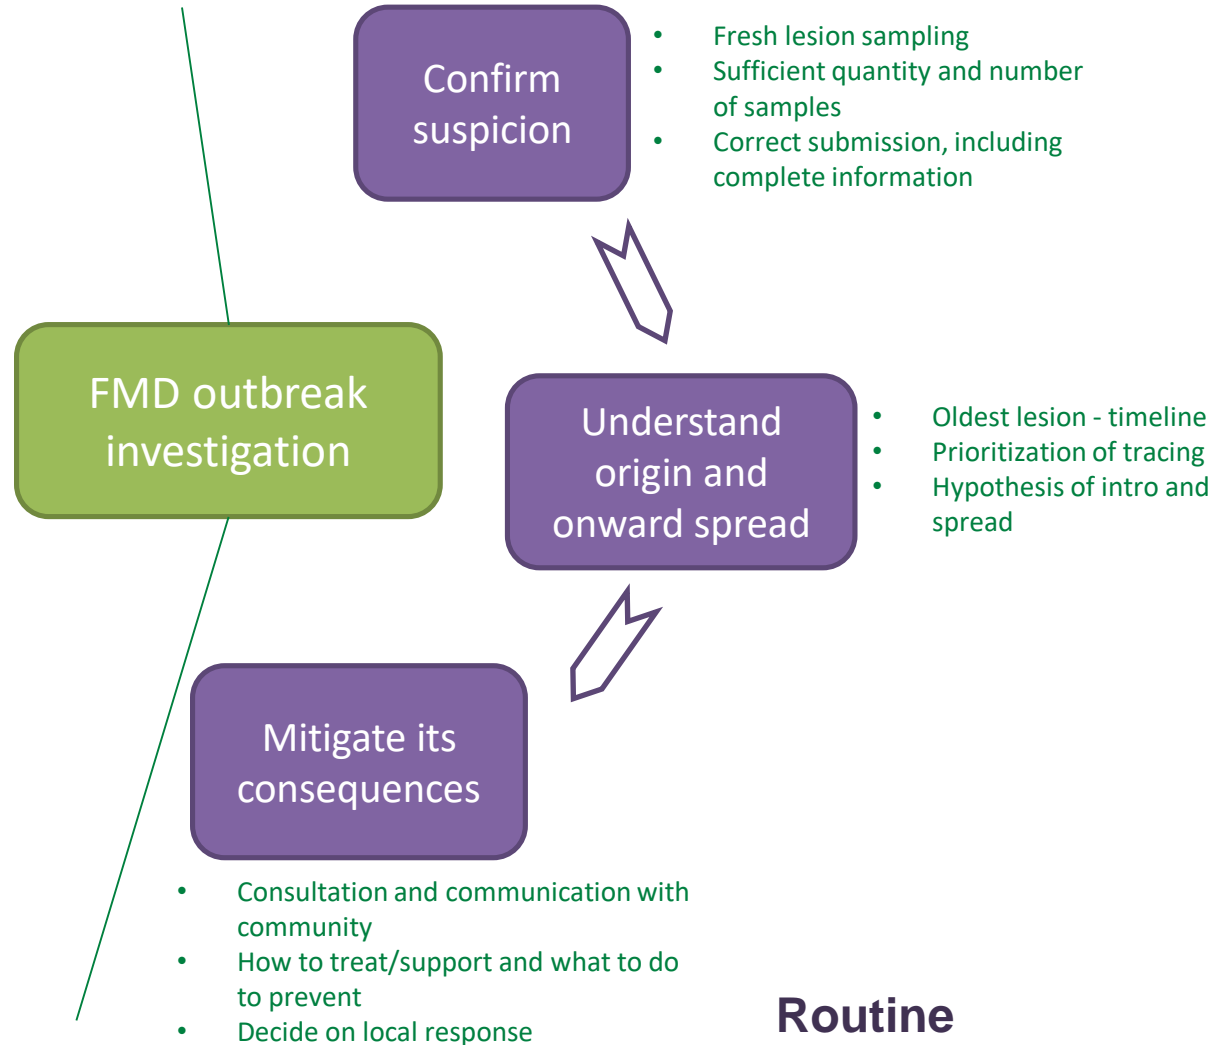 Confirm
suspicion
• Fresh lesion sampling
• Sufficient quantity and number
of samples
• Correct submission, including
complete information
FMD outbreak
investigation
Understand
origin and
onward spread
• Oldest lesion - timeline
• Prioritization of tracing
• Hypothesis of intro and
spread
Mitigate its
consequences
• Consultation and communication with
community
• How to treat/support and what to do
to prevent
• Decide on local response
Routine